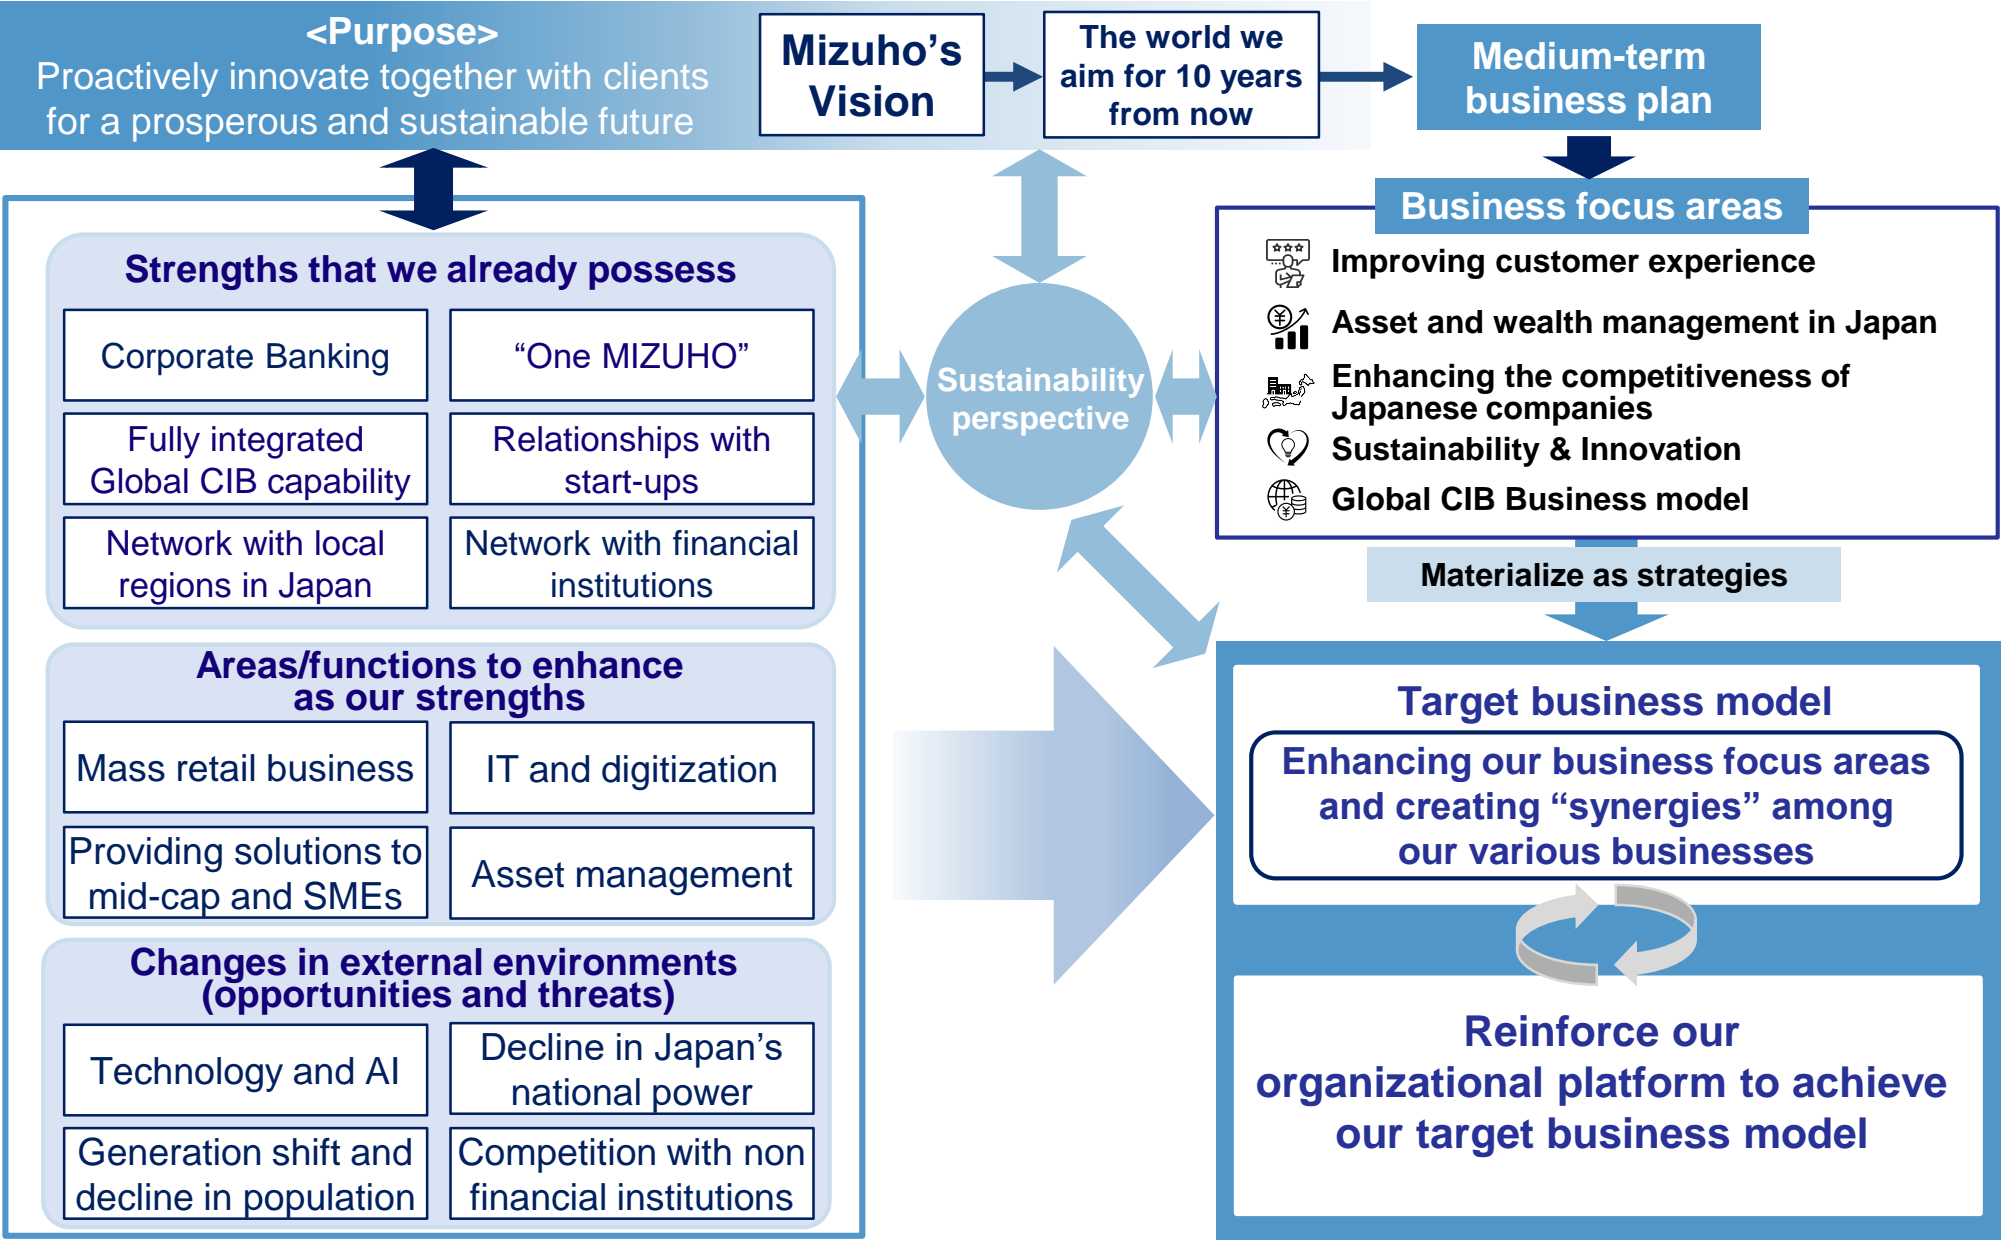 <Purpose>
Proactively innovate together with clients
for a prosperous and sustainable future
Mizuho’s
Vision
The world we
aim for 10 years
from now
Medium-term
business plan
Strengths that we already possess
Corporate Banking
“One MIZUHO”
Fully integrated
Global CIB capability
Relationships with
start-ups
Network with local
regions in Japan
Network with financial
institutions
Areas/functions to enhance
as our strengths
Mass retail business
IT and digitization
Providing solutions to
mid-cap and SMEs
Asset management
Changes in external environments
(opportunities and threats)
Technology and AI
Decline in Japan’s
national power
Generation shift and
decline in population
Competition with non
financial institutions
Sustainability
perspective
Business focus areas
Improving customer experience
Asset and wealth management in Japan
Enhancing the competitiveness of
Japanese companies
Sustainability & Innovation
Global CIB Business model
Materialize as strategies
Target business model
Enhancing our business focus areas
and creating “synergies” among
our various businesses
Reinforce our
organizational platform to achieve
our target business model